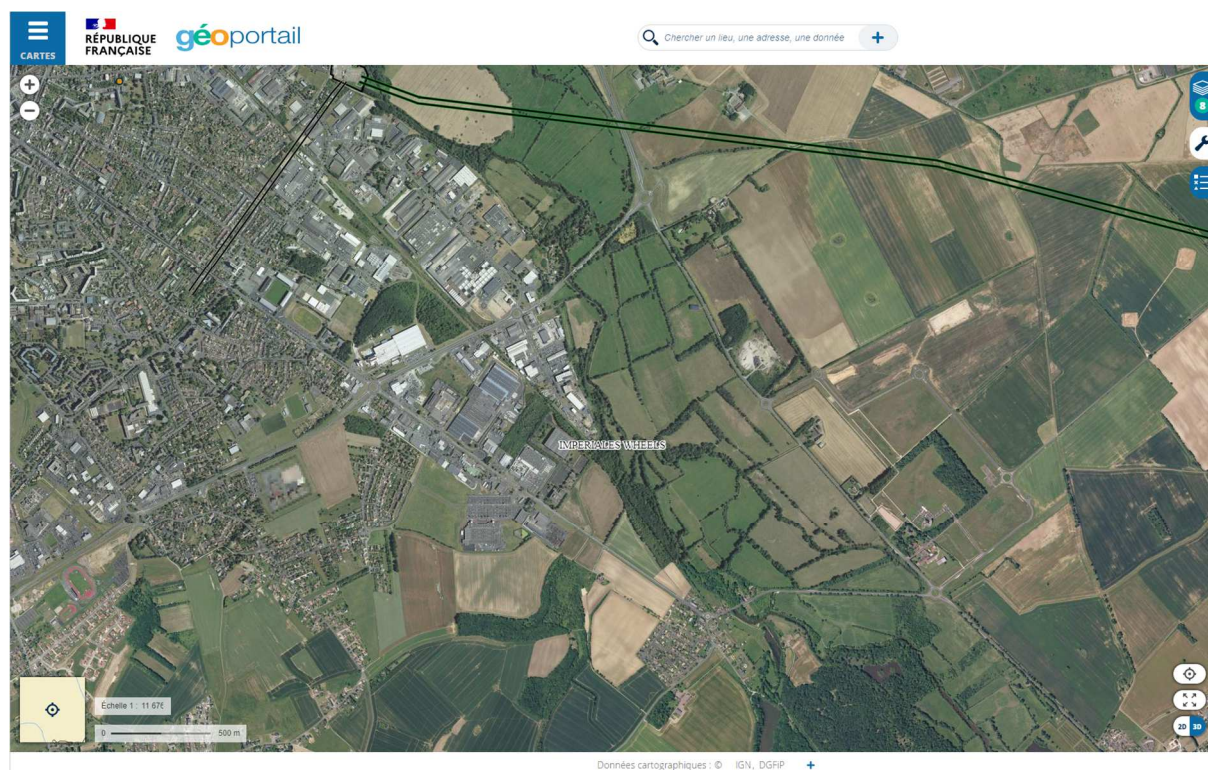 CARTES
RÉPUBLIQUE
FRANÇAISE
géoportail
Chercher un lieu, une adresse, une donnée
+
+
−
8
IMPERIALES WHEELS
Échelle 1 : 11 676
0
500 m
2D
3D
Données cartographiques : © IGN, DGFiP +